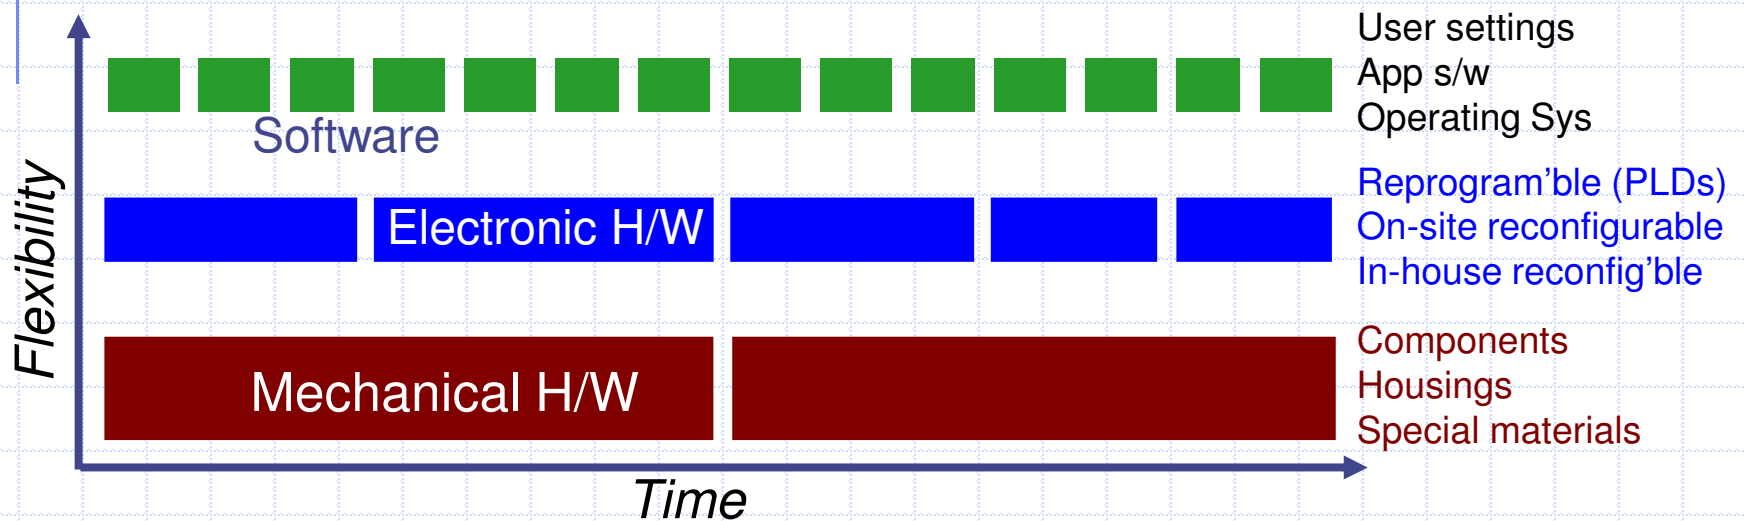 User settings
App s/w
Operating Sys
Software
Flexibility
Reprogram'ble (PLDs)
Electronic H/W
On-site reconfigurable
In-house reconfig'ble
Components
Mechanical H/W
Housings
Special materials
Time